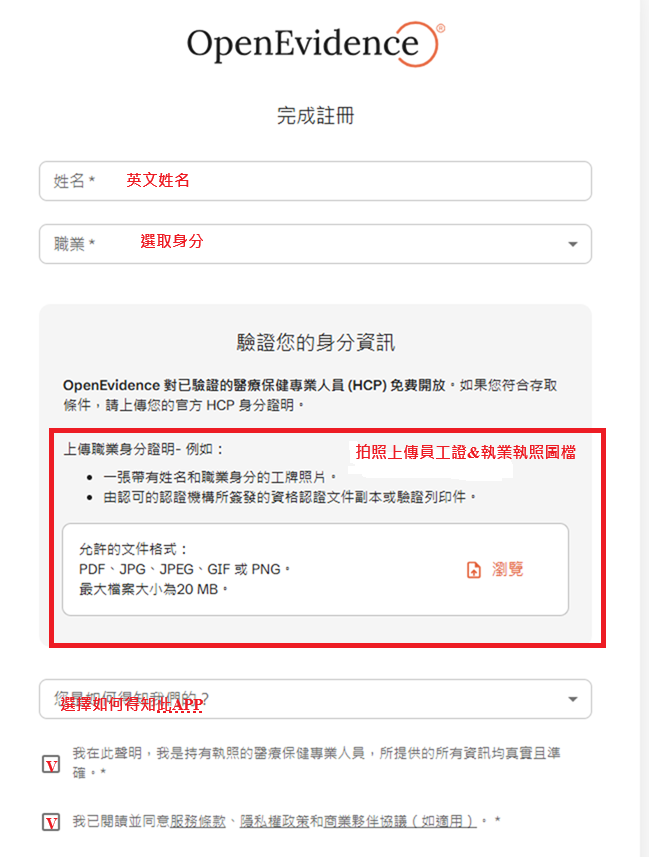 OpenEvidence®
完成註冊
姓名 * 英文姓名
職業 * 選取身分
驗證您的身分資訊
OpenEvidence 對已驗證的醫療保健專業人員 (HCP) 免費開放。如果您符合存取
條件，請上傳您的官方 HCP 身分證明。
上傳職業身分證明- 例如：
拍照上傳員工證&執業執照圖檔
• 一張帶有姓名和職業身分的工牌照片。
• 由認可的認證機構所簽發的資格認證文件副本或驗證列印件。
允許的文件格式：
PDF、JPG、JPEG、GIF 或 PNG。
最大檔案大小為20 MB。
瀏覽
您是如何得知我們的？
選擇如何得知此APP
V 我在此聲明，我是持有執照的醫療保健專業人員，所提供的所有資訊均真實且準
確。*
V 我已閱讀並同意服務條款、隱私權政策和商業夥伴協議（如適用）。 *